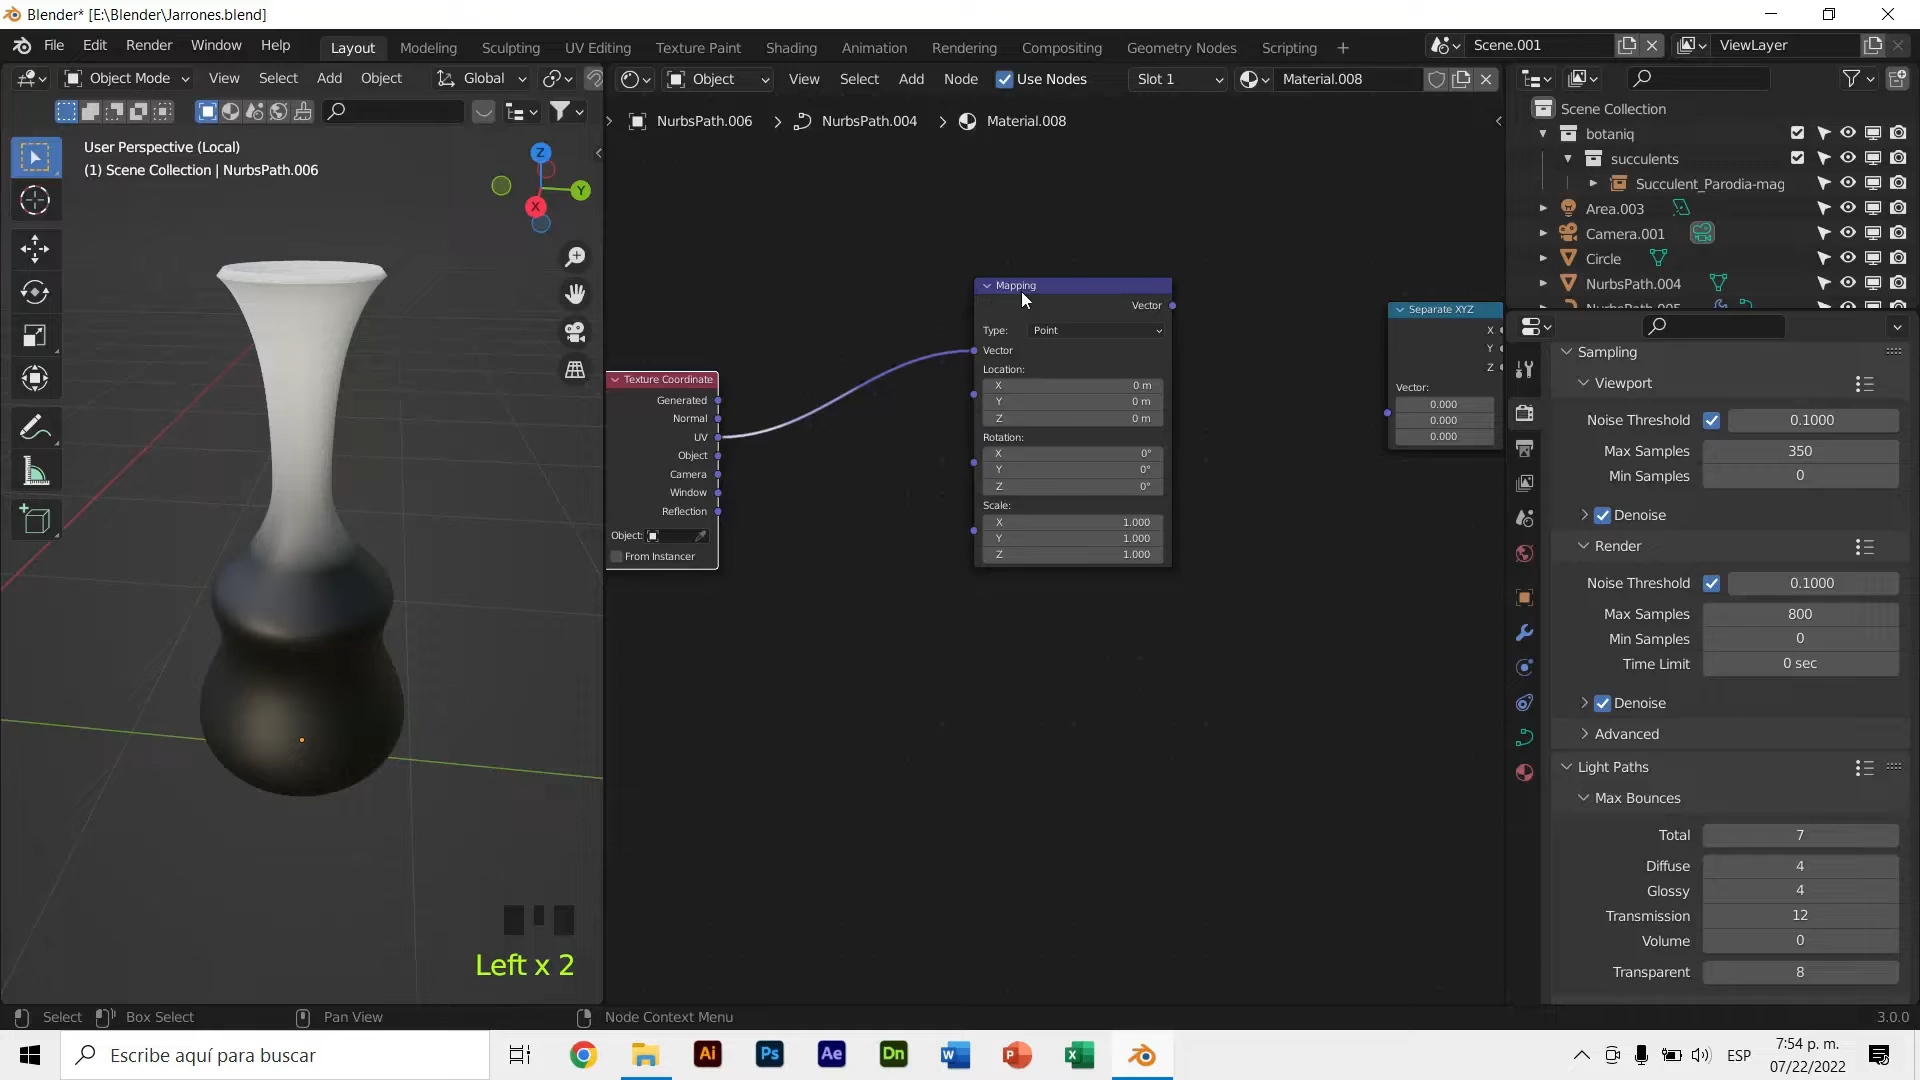 Blender* [E:\Blender\Jarrones.blend]
File Edit Render Window Help Layout Modeling Sculpting UV Editing Texture Paint Shading Animation Rendering Compositing Geometry Nodes Scripting Scene.001 ViewLayer
Object Mode View Select Add Object Global Object View Select Add Node Use Nodes Slot 1 Material.008
User Perspective (Local)
(1) Scene Collection | NurbsPath.006
Z
Y
X
NurbsPath.006 > NurbsPath.004 > Material.008
Texture Coordinate
Generated
Normal
UV
Object
Camera
Window
Reflection
Object:
From Instancer
Mapping
Vector
Type: Point
Vector
Location:
X 0 m
Y 0 m
Z 0 m
Rotation:
X 0°
Y 0°
Z 0°
Scale:
X 1.000
Y 1.000
Z 1.000
Separate XYZ
X
Y
Z
Vector:
0.000
0.000
0.000
Scene Collection
botaniq
succulents
Succulent_Parodia-mag
Area.003
Camera.001
Circle
NurbsPath.004
NurbsPath.005
Sampling
Viewport
Noise Threshold 0.1000
Max Samples 350
Min Samples 0
Denoise
Render
Noise Threshold 0.1000
Max Samples 800
Min Samples 0
Time Limit 0 sec
Denoise
Advanced
Light Paths
Max Bounces
Total 7
Diffuse 4
Glossy 4
Transmission 12
Volume 0
Transparent 8
Left x 2
Select Box Select Pan View Node Context Menu 3.0.0
Escribe aquí para buscar
Ai Ps Ae Dn W P X
ESP
7:54 p. m.
07/22/2022